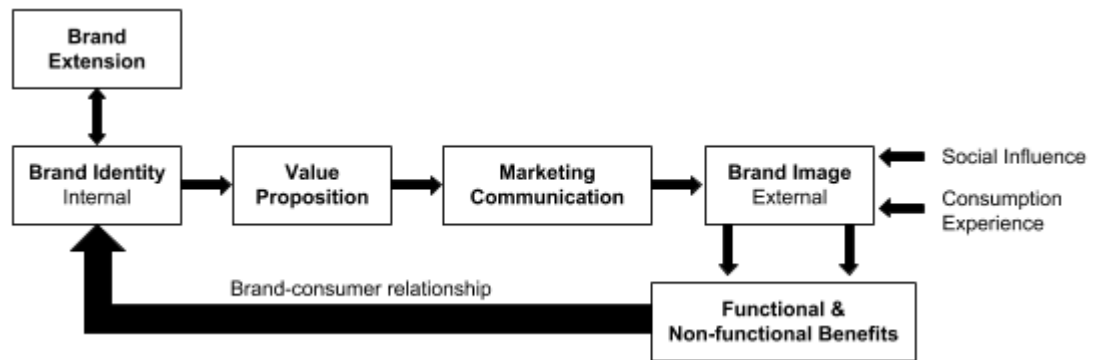 Brand
Extension
Brand Identity
Internal
Value
Proposition
Marketing
Communication
Brand Image
External
Social Influence
Consumption
Experience
Brand-consumer relationship
Functional &
Non-functional Benefits